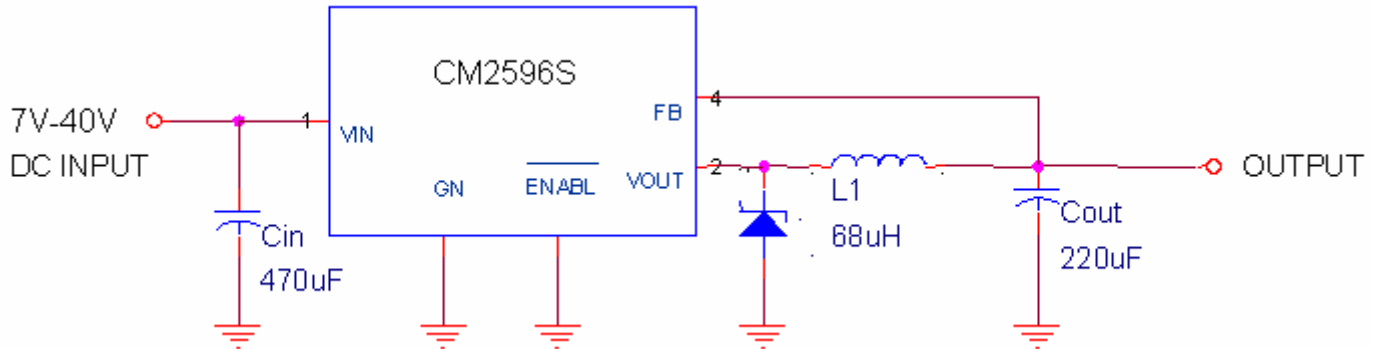 CM2596S
7V-40V
DC INPUT
1
VIN
GN
ENABL
FB
4
VOUT
2
OUTPUT
L1
68uH
Cin
470uF
Cout
220uF